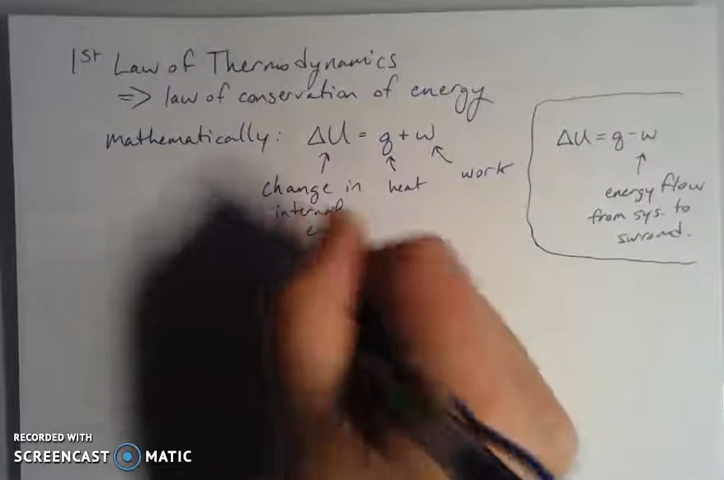 1st Law of Thermodynamics
=> law of conservation of energy
mathematically: ΔU = q + w
change in
internal
heat
work
ΔU = q - w
energy flow
from sys. to
surround.
RECORDED WITH
SCREENCAST MATIC